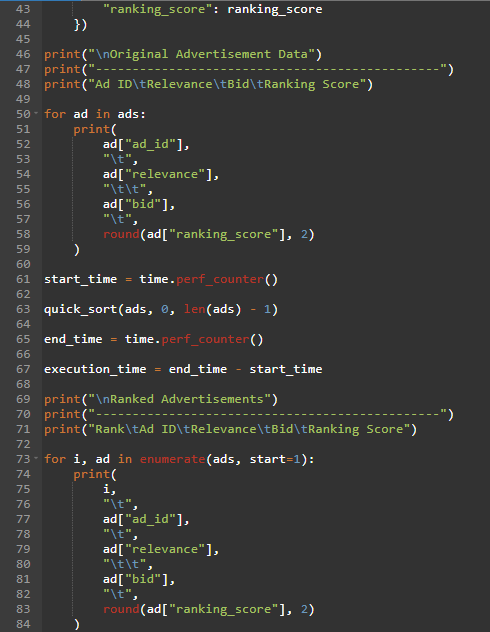 43         "ranking_score": ranking_score
44     })
45
46 print("\nOriginal Advertisement Data")
47 print("-----------------------------------------------")
48 print("Ad ID\tRelevance\tBid\tRanking Score")
49
50 for ad in ads:
51     print(
52         ad["ad_id"],
53         "\t",
54         ad["relevance"],
55         "\t\t",
56         ad["bid"],
57         "\t",
58         round(ad["ranking_score"], 2)
59     )
60
61 start_time = time.perf_counter()
62
63 quick_sort(ads, 0, len(ads) - 1)
64
65 end_time = time.perf_counter()
66
67 execution_time = end_time - start_time
68
69 print("\nRanked Advertisements")
70 print("-----------------------------------------------")
71 print("Rank\tAd ID\tRelevance\tBid\tRanking Score")
72
73 for i, ad in enumerate(ads, start=1):
74     print(
75         i,
76         "\t",
77         ad["ad_id"],
78         "\t",
79         ad["relevance"],
80         "\t\t",
81         ad["bid"],
82         "\t",
83         round(ad["ranking_score"], 2)
84     )